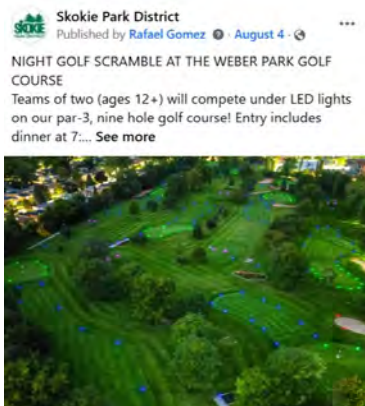 SKOKIE
Skokie Park District
Published by Rafael Gomez · August 4 ·
NIGHT GOLF SCRAMBLE AT THE WEBER PARK GOLF
COURSE
Teams of two (ages 12+) will compete under LED lights
on our par-3, nine hole golf course! Entry includes
dinner at 7:... See more